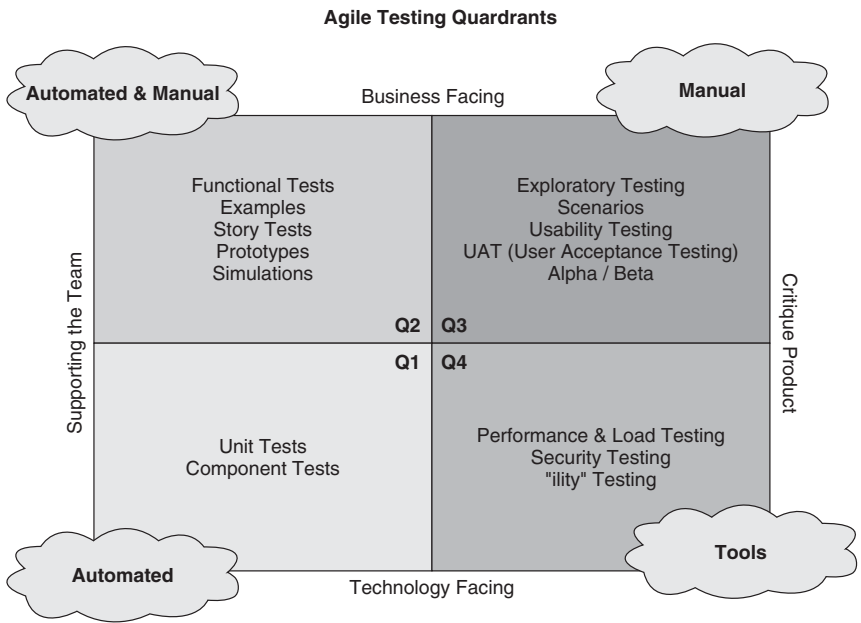 Agile Testing Quardrants
Automated & Manual
Business Facing
Manual
Functional Tests
Examples
Story Tests
Prototypes
Simulations
Exploratory Testing
Scenarios
Usability Testing
UAT (User Acceptance Testing)
Alpha / Beta
Supporting the Team
Critique Product
Q2
Q3
Q1
Q4
Unit Tests
Component Tests
Performance & Load Testing
Security Testing
"ility" Testing
Automated
Technology Facing
Tools